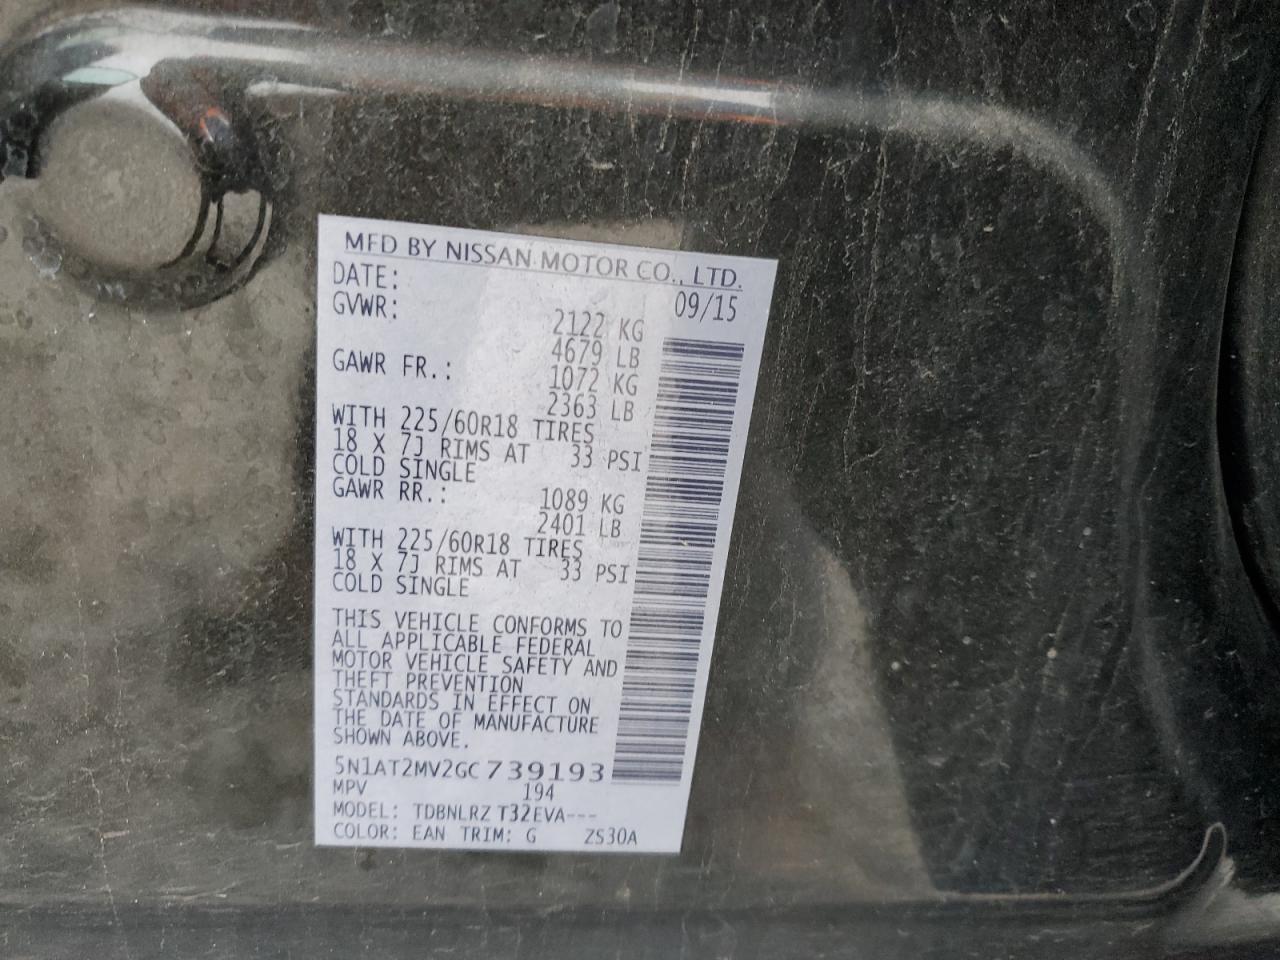 MFD BY NISSAN MOTOR CO., LTD.
DATE: 09/15
GVWR: 2122 KG
4679 LB
GAWR FR.: 1072 KG
2363 LB
WITH 225/60R18 TIRES
18 X 7J RIMS AT 33 PSI
COLD SINGLE
GAWR RR.: 1089 KG
2401 LB
WITH 225/60R18 TIRES
18 X 7J RIMS AT 33 PSI
COLD SINGLE
THIS VEHICLE CONFORMS TO
ALL APPLICABLE FEDERAL
MOTOR VEHICLE SAFETY AND
THEFT PREVENTION
STANDARDS IN EFFECT ON
THE DATE OF MANUFACTURE
SHOWN ABOVE.
5N1AT2MV2GC739193
MPV 194
MODEL: TDBNLRZ T32EVA---
COLOR: EAN TRIM: G ZS30A